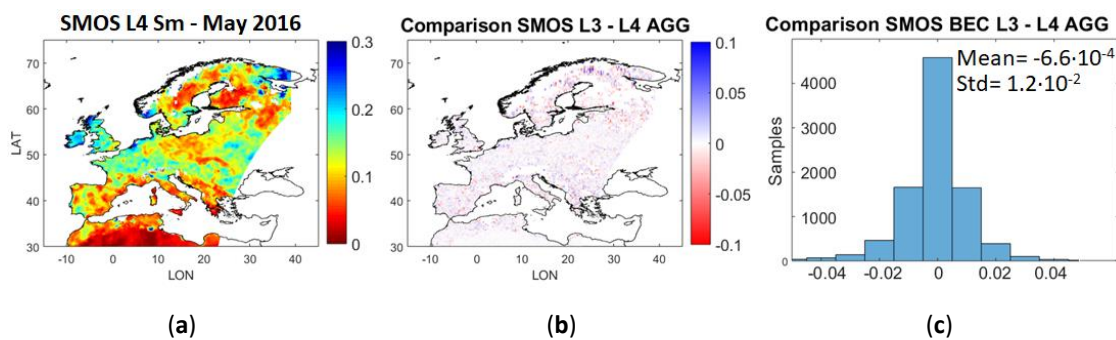 SMOS L4 Sm - May 2016
LAT
70
60
50
40
30
-10 0 10 20 30 40
LON
0.3
0.2
0.1
0
(a)
Comparison SMOS L3 - L4 AGG
70
60
50
40
30
-10 0 10 20 30 40
LON
0.1
0.05
0
-0.05
-0.1
(b)
Comparison SMOS BEC L3 - L4 AGG
Mean= -6.6·10⁻⁴
Std= 1.2·10⁻²
Samples
4000
3000
2000
1000
0
-0.04 -0.02 0 0.02 0.04
(c)